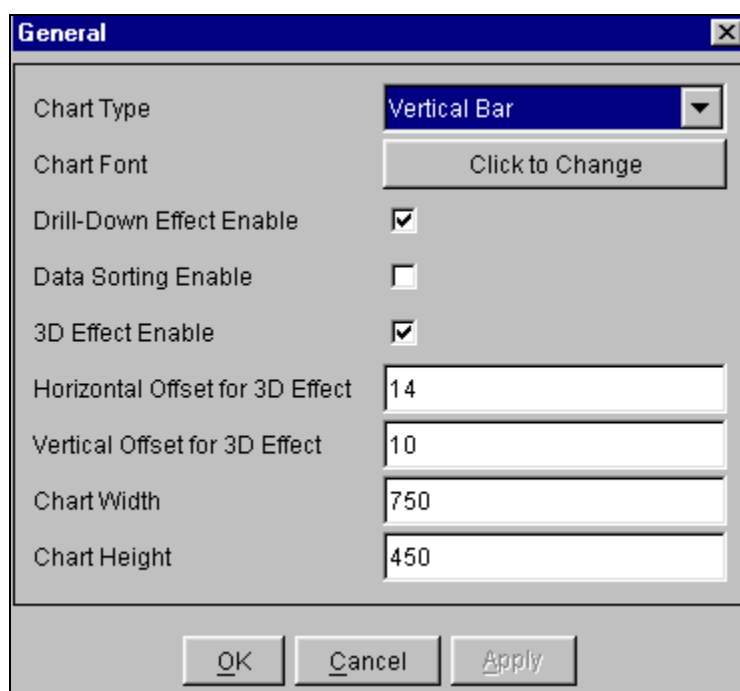 General
Chart Type Vertical Bar
Chart Font Click to Change
Drill-Down Effect Enable
Data Sorting Enable
3D Effect Enable
Horizontal Offset for 3D Effect 14
Vertical Offset for 3D Effect 10
Chart Width 750
Chart Height 450
OK Cancel Apply